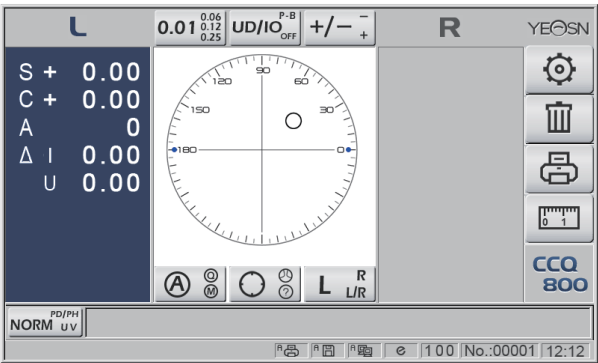 L
0.01 0.06 0.12 0.25
UD/IO P-B OFF
+/− − +
R
YEOSN
S + 0.00
C + 0.00
A 0
Δ I 0.00
U 0.00
90
120 60
150 30
180 0
A Q M
?
L R L/R
0 1
CCQ
800
NORM PD/PH UV
A A A e 100 No.:00001 12:12